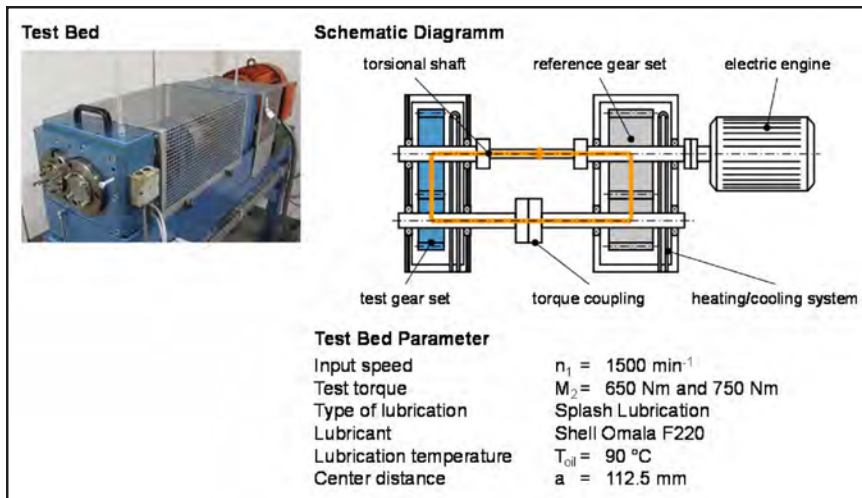 Test Bed
Schematic Diagramm
torsional shaft
reference gear set
electric engine
test gear set
torque coupling
heating/cooling system
Test Bed Parameter
Input speed n₁ = 1500 min⁻¹
Test torque M₂ = 650 Nm and 750 Nm
Type of lubrication Splash Lubrication
Lubricant Shell Omala F220
Lubrication temperature Tₒᵢₗ = 90 °C
Center distance a = 112.5 mm